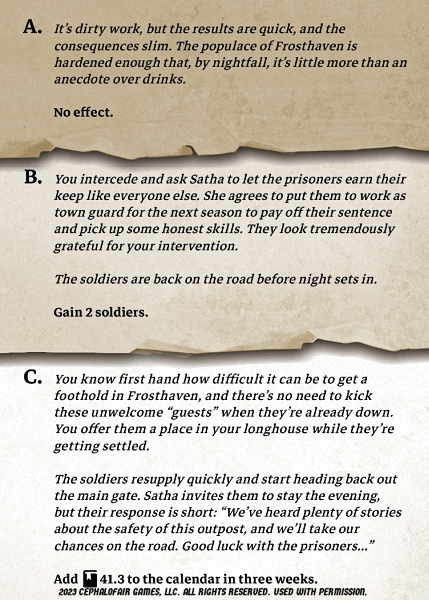 A. It's dirty work, but the results are quick, and the
consequences slim. The populace of Frosthaven is
hardened enough that, by nightfall, it's little more than an
anecdote over drinks.
No effect.
B. You intercede and ask Satha to let the prisoners earn their
keep like everyone else. She agrees to put them to work as
town guard for the next season to pay off their sentence
and pick up some honest skills. They look tremendously
grateful for your intervention.
The soldiers are back on the road before night sets in.
Gain 2 soldiers.
C. You know first hand how difficult it can be to get a
foothold in Frosthaven, and there's no need to kick
these unwelcome “guests” when they're already down.
You offer them a place in your longhouse while they're
getting settled.
The soldiers resupply quickly and start heading back out
the main gate. Satha invites them to stay the evening,
but their response is short: “We've heard plenty of stories
about the safety of this outpost, and we'll take our
chances on the road. Good luck with the prisoners...”
Add 41.3 to the calendar in three weeks.
2023 CEPHALOFAIR GAMES, LLC. ALL RIGHTS RESERVED. USED WITH PERMISSION.